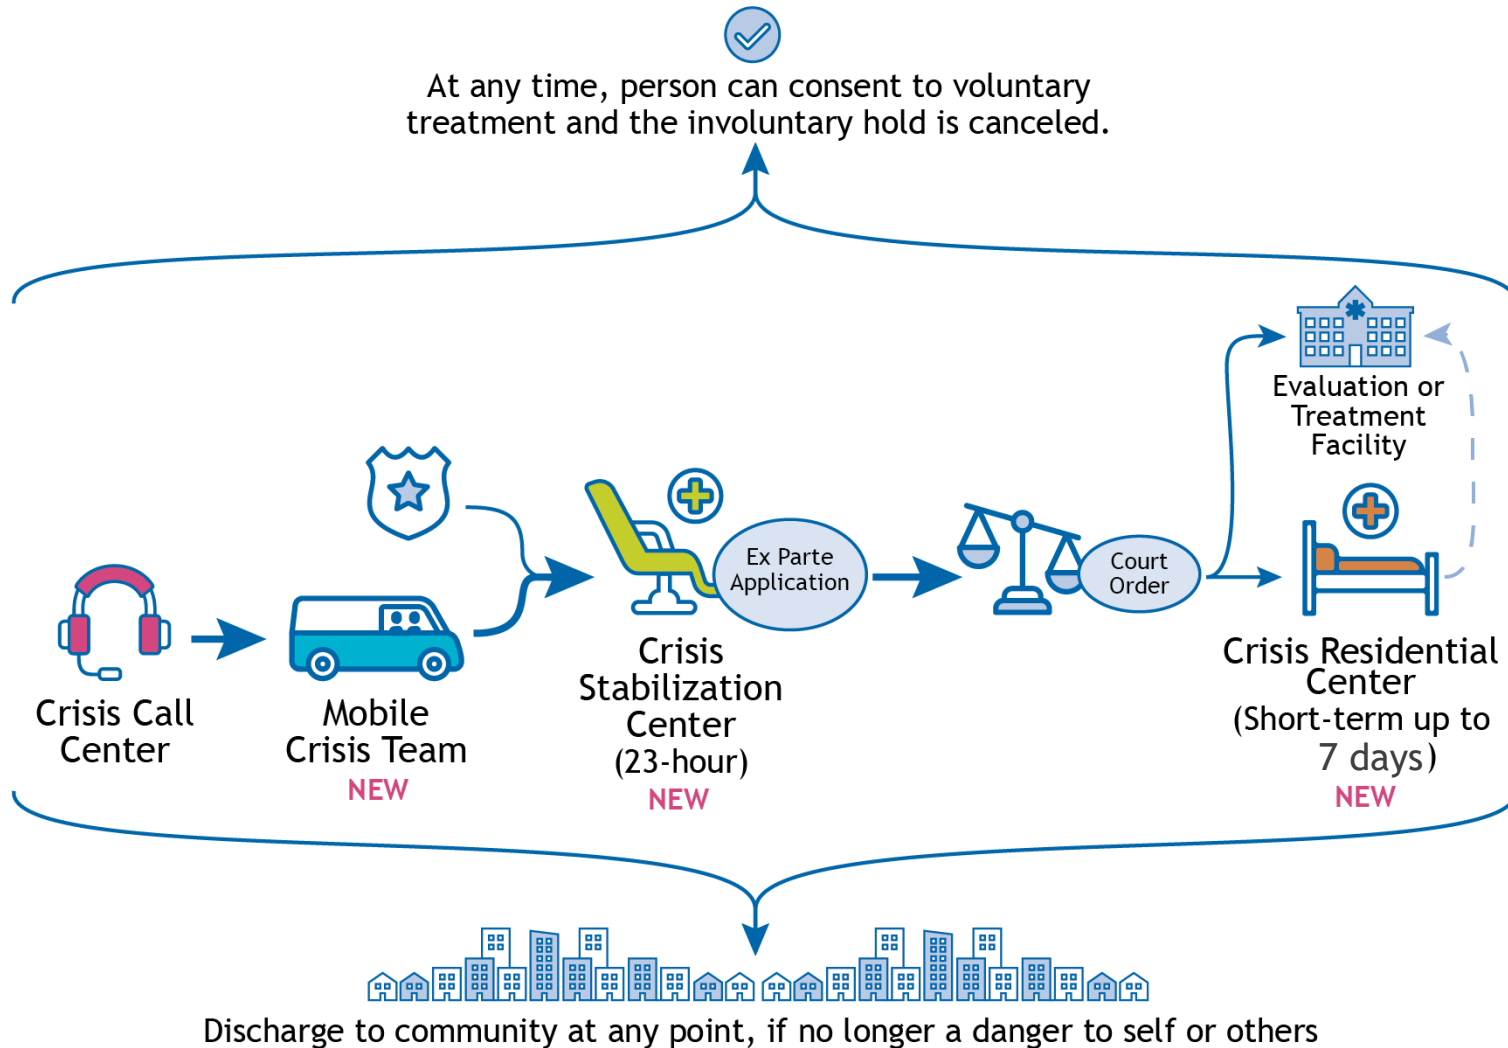 At any time, person can consent to voluntary
treatment and the involuntary hold is canceled.
Evaluation or
Treatment
Facility
Ex Parte
Application
Court
Order
Crisis Call
Center
Mobile
Crisis Team
NEW
Crisis
Stabilization
Center
(23-hour)
NEW
Crisis Residential
Center
(Short-term up to
7 days)
NEW
Discharge to community at any point, if no longer a danger to self or others